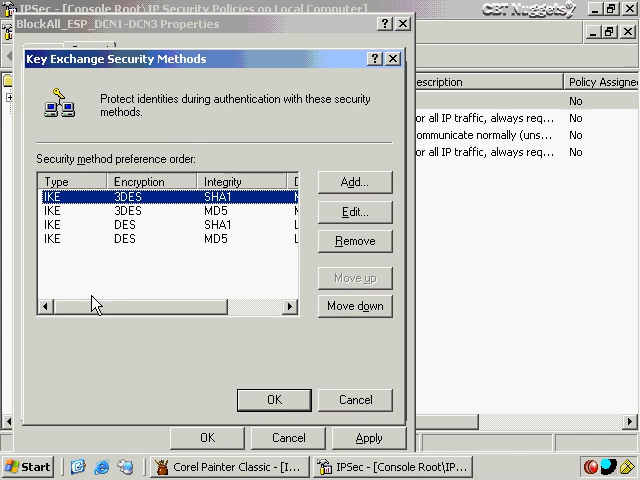 IPSec - [Console Root\IP Security Policies on Local Computer]
CBT Nuggets
BlockAll_ESP_DCN1-DCN3 Properties
Key Exchange Security Methods
escription
Policy Assigne
Protect identities during authentication with these security
methods.
No
or all IP traffic, always req... No
ommunicate normally (uns... No
or all IP traffic, always req... No
Security method preference order:
Type Encryption Integrity D
IKE 3DES SHA1
IKE 3DES MD5
IKE DES SHA1 L
IKE DES MD5 L
Add...
Edit...
Remove
Move up
Move down
OK Cancel
OK Cancel Apply
Start
Corel Painter Classic - [I...
IPSec - [Console Root\IP...